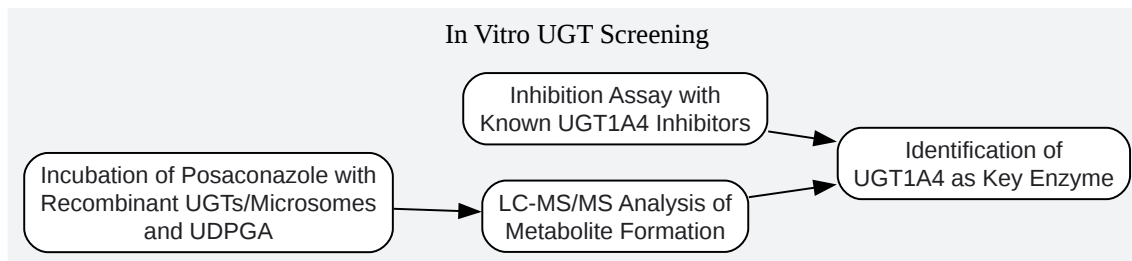 In Vitro UGT Screening
Inhibition Assay with
Known UGT1A4 Inhibitors
Identification of
UGT1A4 as Key Enzyme
Incubation of Posaconazole with
Recombinant UGTs/Microsomes
and UDPGA
LC-MS/MS Analysis of
Metabolite Formation